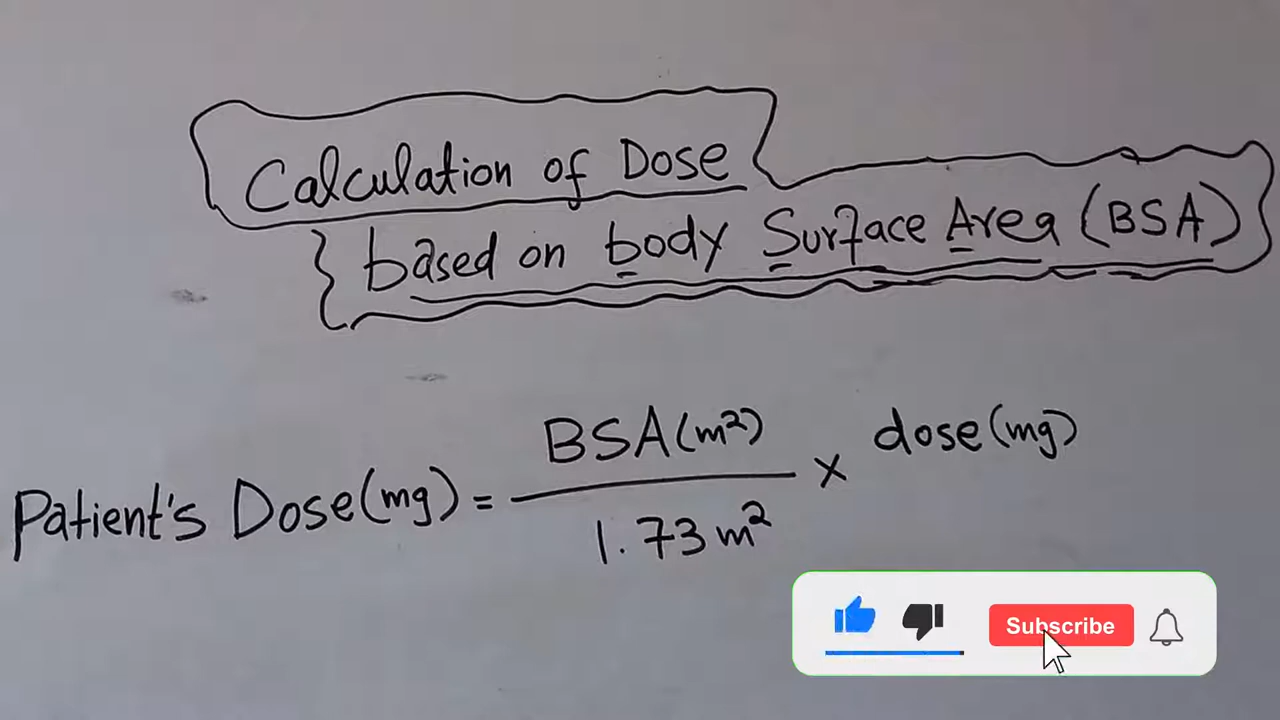 Calculation of Dose
based on body Surface Area (BSA)
Patient's Dose(mg) = BSA(m²) / 1.73 m² × dose(mg)
Subscribe